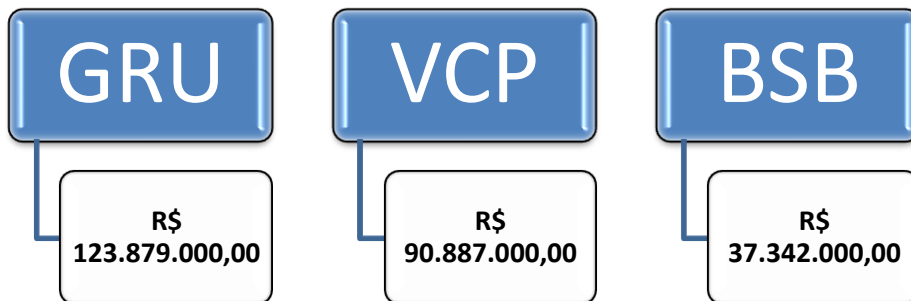 GRU
R$
123.879.000,00
VCP
R$
90.887.000,00
BSB
R$
37.342.000,00